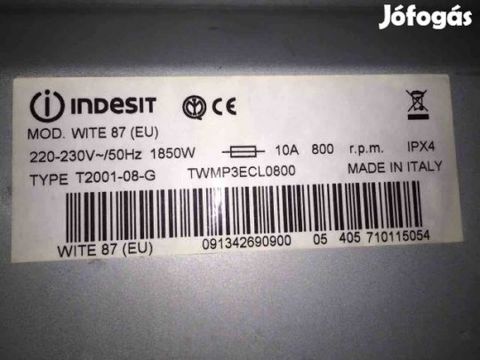 Jófogás
INDESIT CE
MOD. WITE 87 (EU)
220-230V~/50Hz 1850W 10A 800 r.p.m. IPX4
TYPE T2001-08-G TWMP3ECL0800 MADE IN ITALY
WITE 87 (EU) 091342690900 05 405 710115054